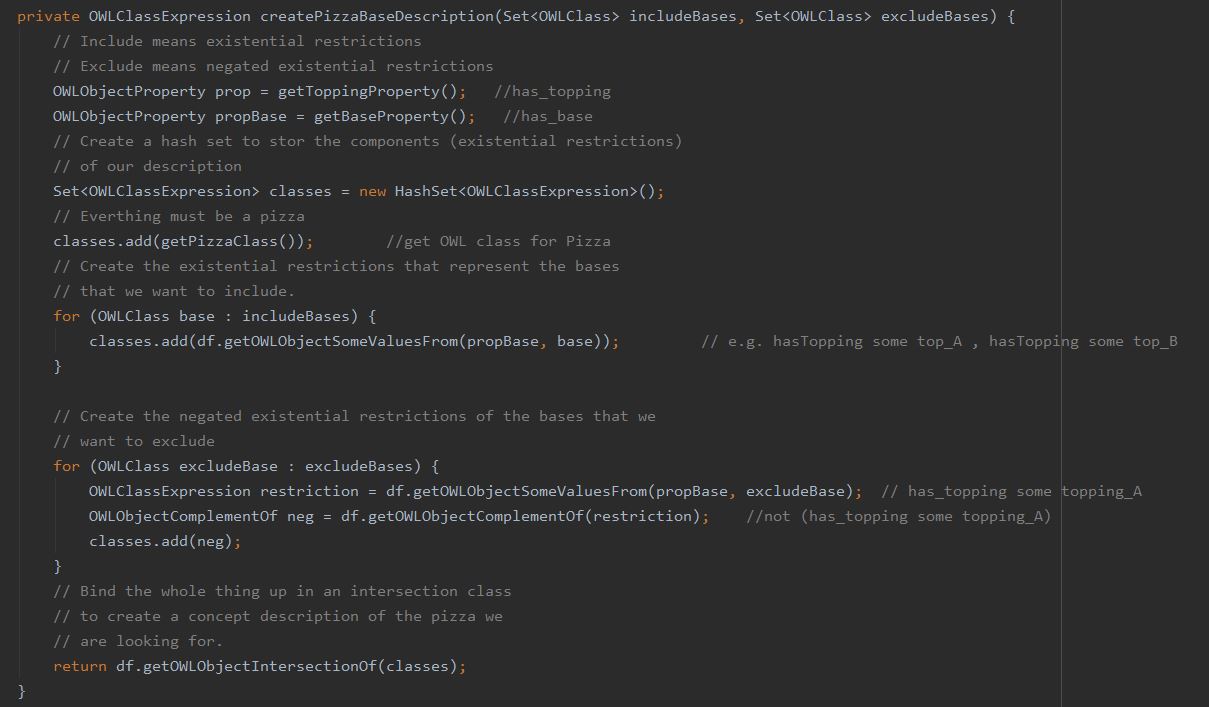 private OWLClassExpression createPizzaBaseDescription(Set<OWLClass> includeBases, Set<OWLClass> excludeBases) {
    // Include means existential restrictions
    // Exclude means negated existential restrictions
    OWLObjectProperty prop = getToppingProperty();   //has_topping
    OWLObjectProperty propBase = getBaseProperty();   //has_base
    // Create a hash set to stor the components (existential restrictions)
    // of our description
    Set<OWLClassExpression> classes = new HashSet<OWLClassExpression>();
    // Everthing must be a pizza
    classes.add(getPizzaClass());        //get OWL class for Pizza
    // Create the existential restrictions that represent the bases
    // that we want to include.
    for (OWLClass base : includeBases) {
        classes.add(df.getOWLObjectSomeValuesFrom(propBase, base));         // e.g. hasTopping some top_A , hasTopping some top_B
    }

    // Create the negated existential restrictions of the bases that we
    // want to exclude
    for (OWLClass excludeBase : excludeBases) {
        OWLClassExpression restriction = df.getOWLObjectSomeValuesFrom(propBase, excludeBase);  // has_topping some topping_A
        OWLObjectComplementOf neg = df.getOWLObjectComplementOf(restriction);    //not (has_topping some topping_A)
        classes.add(neg);
    }
    // Bind the whole thing up in an intersection class
    // to create a concept description of the pizza we
    // are looking for.
    return df.getOWLObjectIntersectionOf(classes);
}